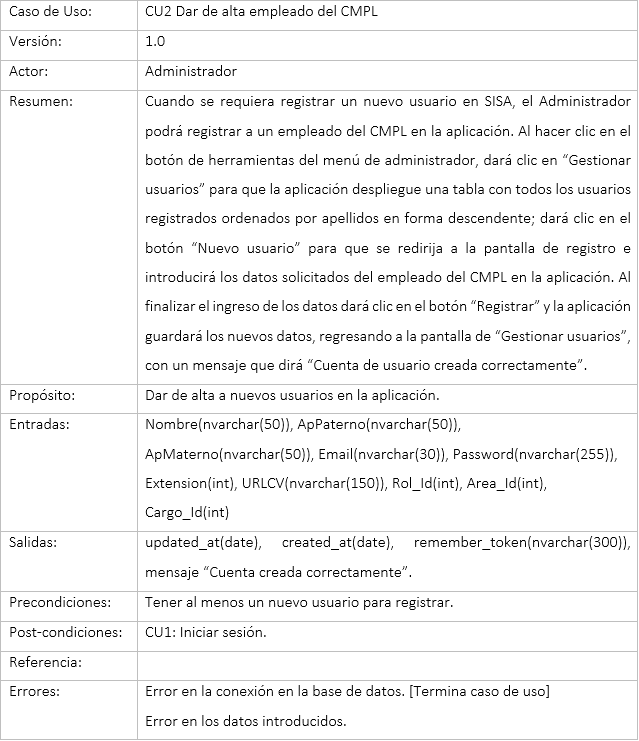 Caso de Uso: CU2 Dar de alta empleado del CMPL
Versión: 1.0
Actor: Administrador
Resumen: Cuando se requiera registrar un nuevo usuario en SISA, el Administrador
podrá registrar a un empleado del CMPL en la aplicación. Al hacer clic en el
botón de herramientas del menú de administrador, dará clic en “Gestionar
usuarios” para que la aplicación despliegue una tabla con todos los usuarios
registrados ordenados por apellidos en forma descendente; dará clic en el
botón “Nuevo usuario” para que se redirija a la pantalla de registro e
introducirá los datos solicitados del empleado del CMPL en la aplicación. Al
finalizar el ingreso de los datos dará clic en el botón “Registrar” y la aplicación
guardará los nuevos datos, regresando a la pantalla de “Gestionar usuarios”,
con un mensaje que dirá “Cuenta de usuario creada correctamente”.
Propósito: Dar de alta a nuevos usuarios en la aplicación.
Entradas: Nombre(nvarchar(50)), ApPaterno(nvarchar(50)),
ApMaterno(nvarchar(50)), Email(nvarchar(30)), Password(nvarchar(255)),
Extension(int), URLCV(nvarchar(150)), Rol_Id(int), Area_Id(int),
Cargo_Id(int)
Salidas: updated_at(date), created_at(date), remember_token(nvarchar(300)),
mensaje “Cuenta creada correctamente”.
Precondiciones: Tener al menos un nuevo usuario para registrar.
Post-condiciones: CU1: Iniciar sesión.
Referencia:
Errores: Error en la conexión en la base de datos. [Termina caso de uso]
Error en los datos introducidos.